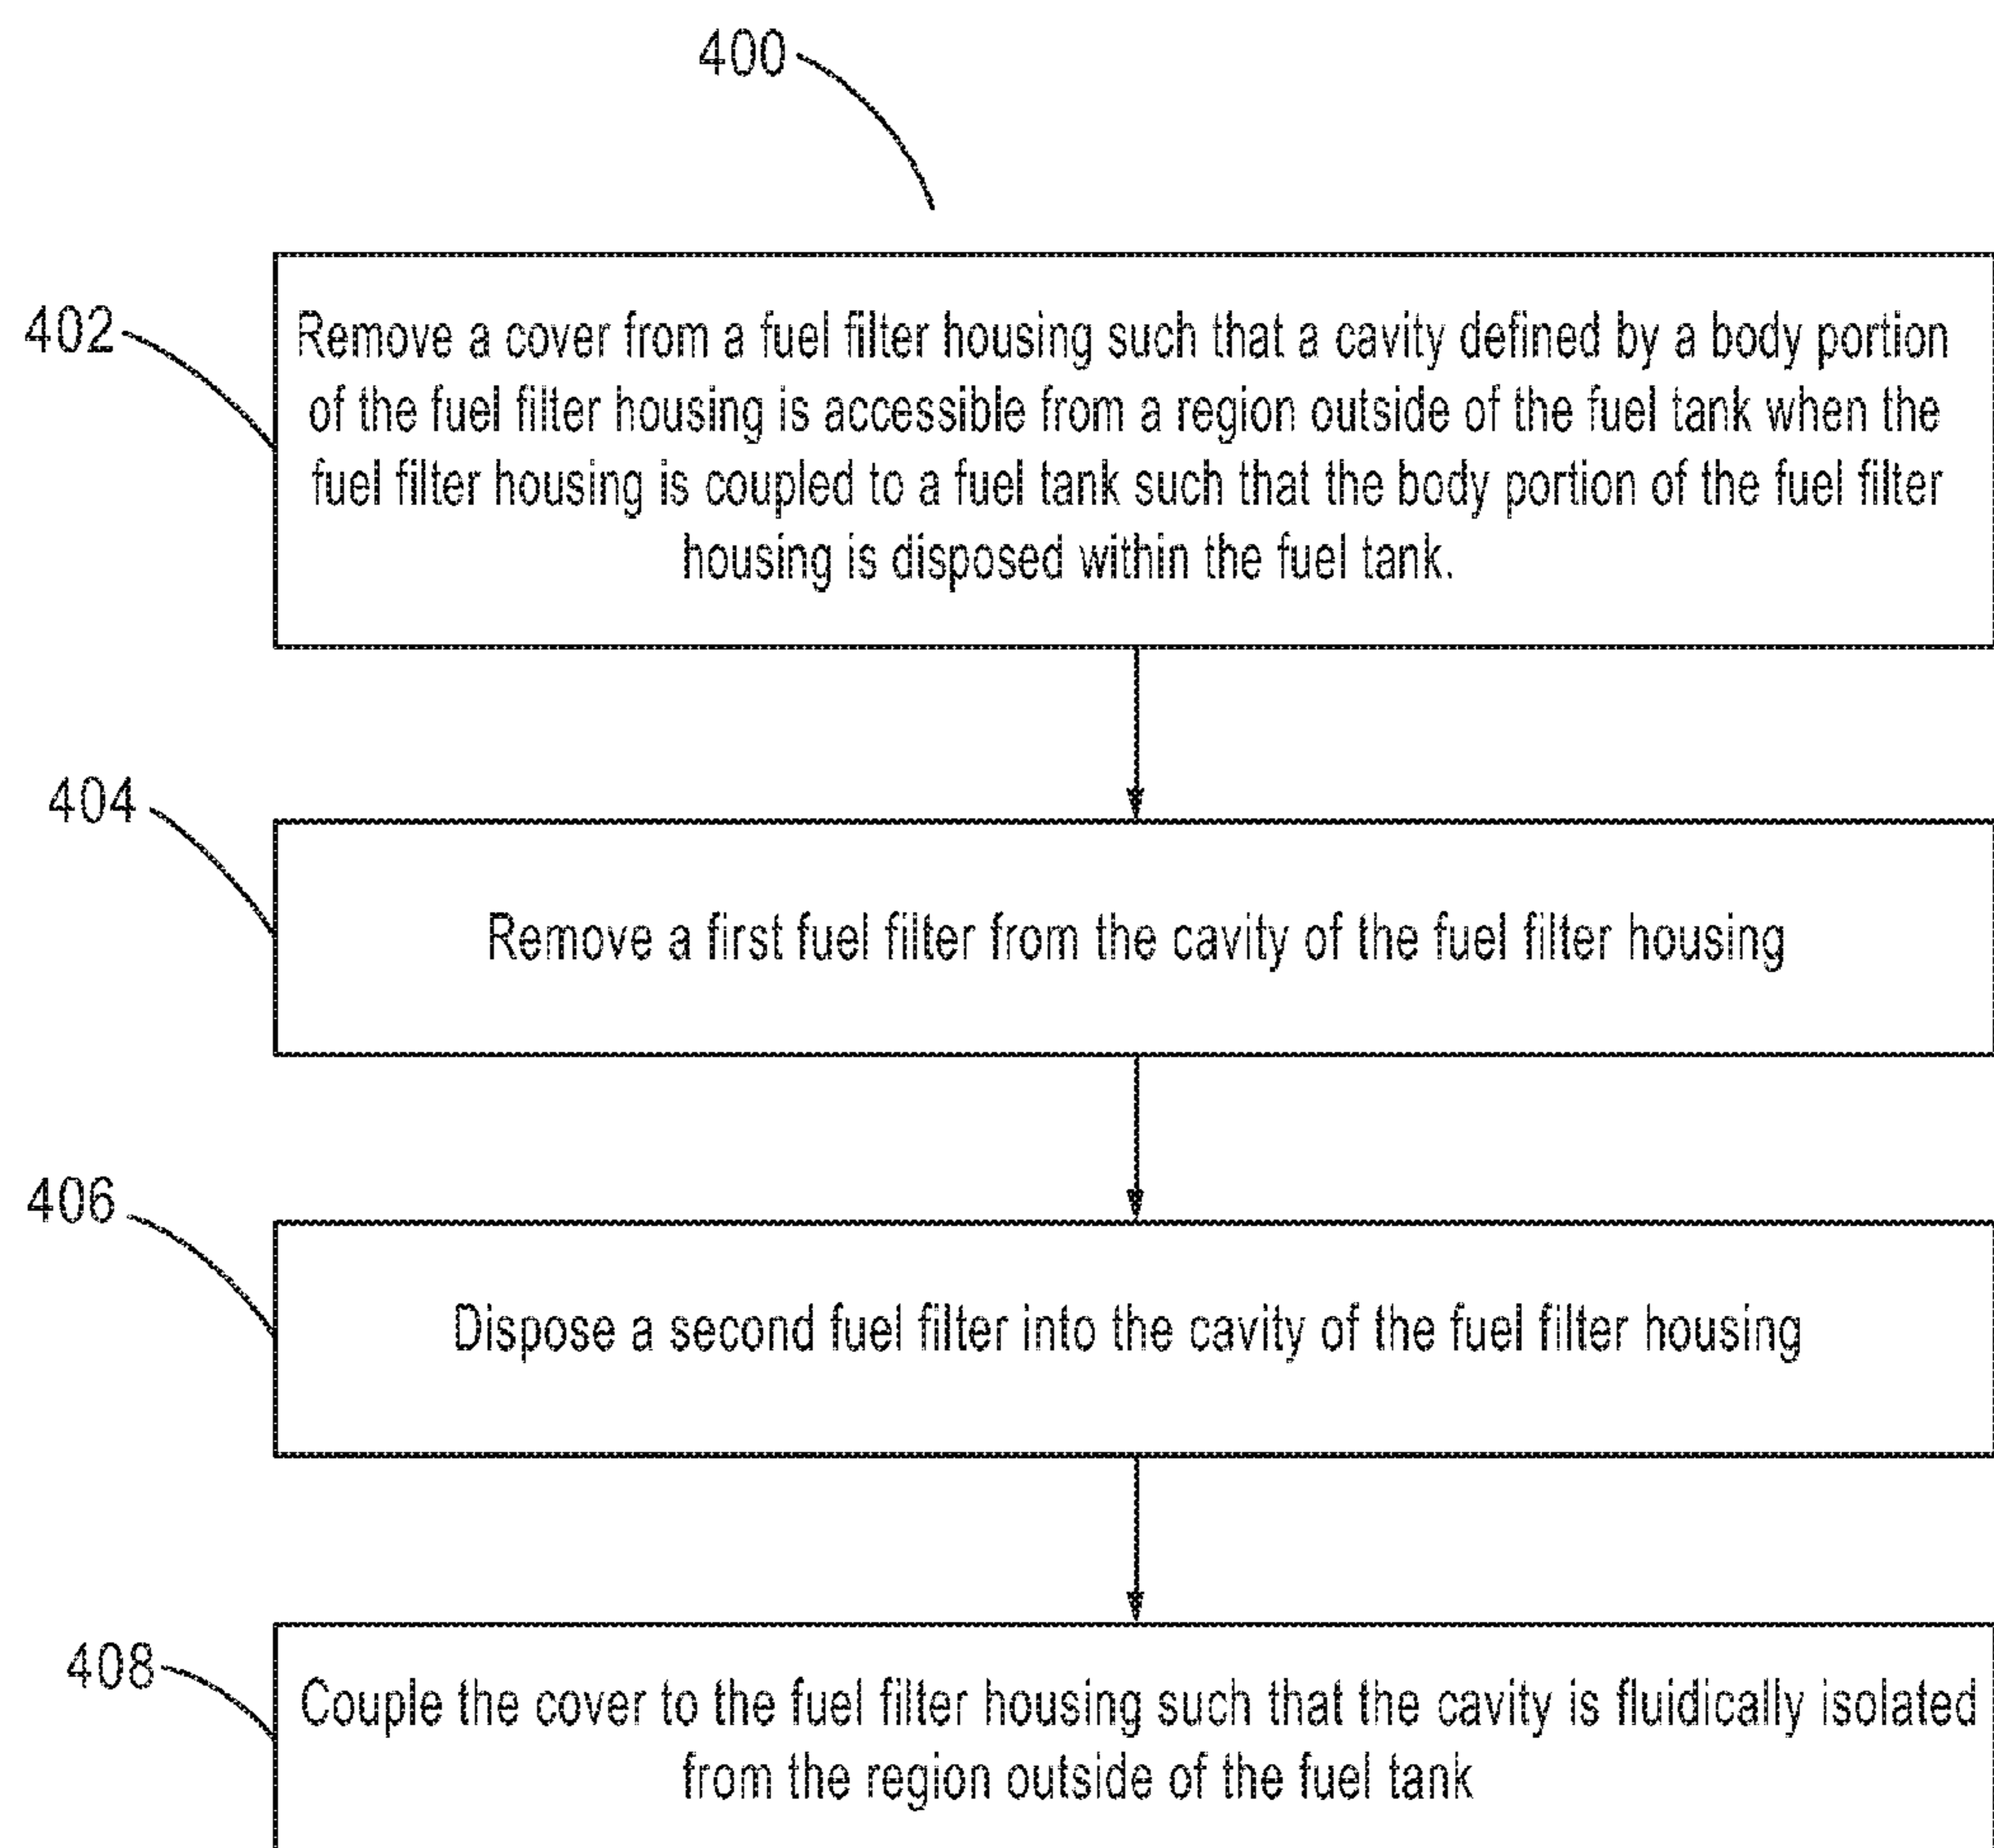 400
402
Remove a cover from a fuel filter housing such that a cavity defined by a body portion
of the fuel filter housing is accessible from a region outside of the fuel tank when the
fuel filter housing is coupled to a fuel tank such that the body portion of the fuel filter
housing is disposed within the fuel tank.
404
Remove a first fuel filter from the cavity of the fuel filter housing
406
Dispose a second fuel filter into the cavity of the fuel filter housing
408
Couple the cover to the fuel filter housing such that the cavity is fluidically isolated
from the region outside of the fuel tank